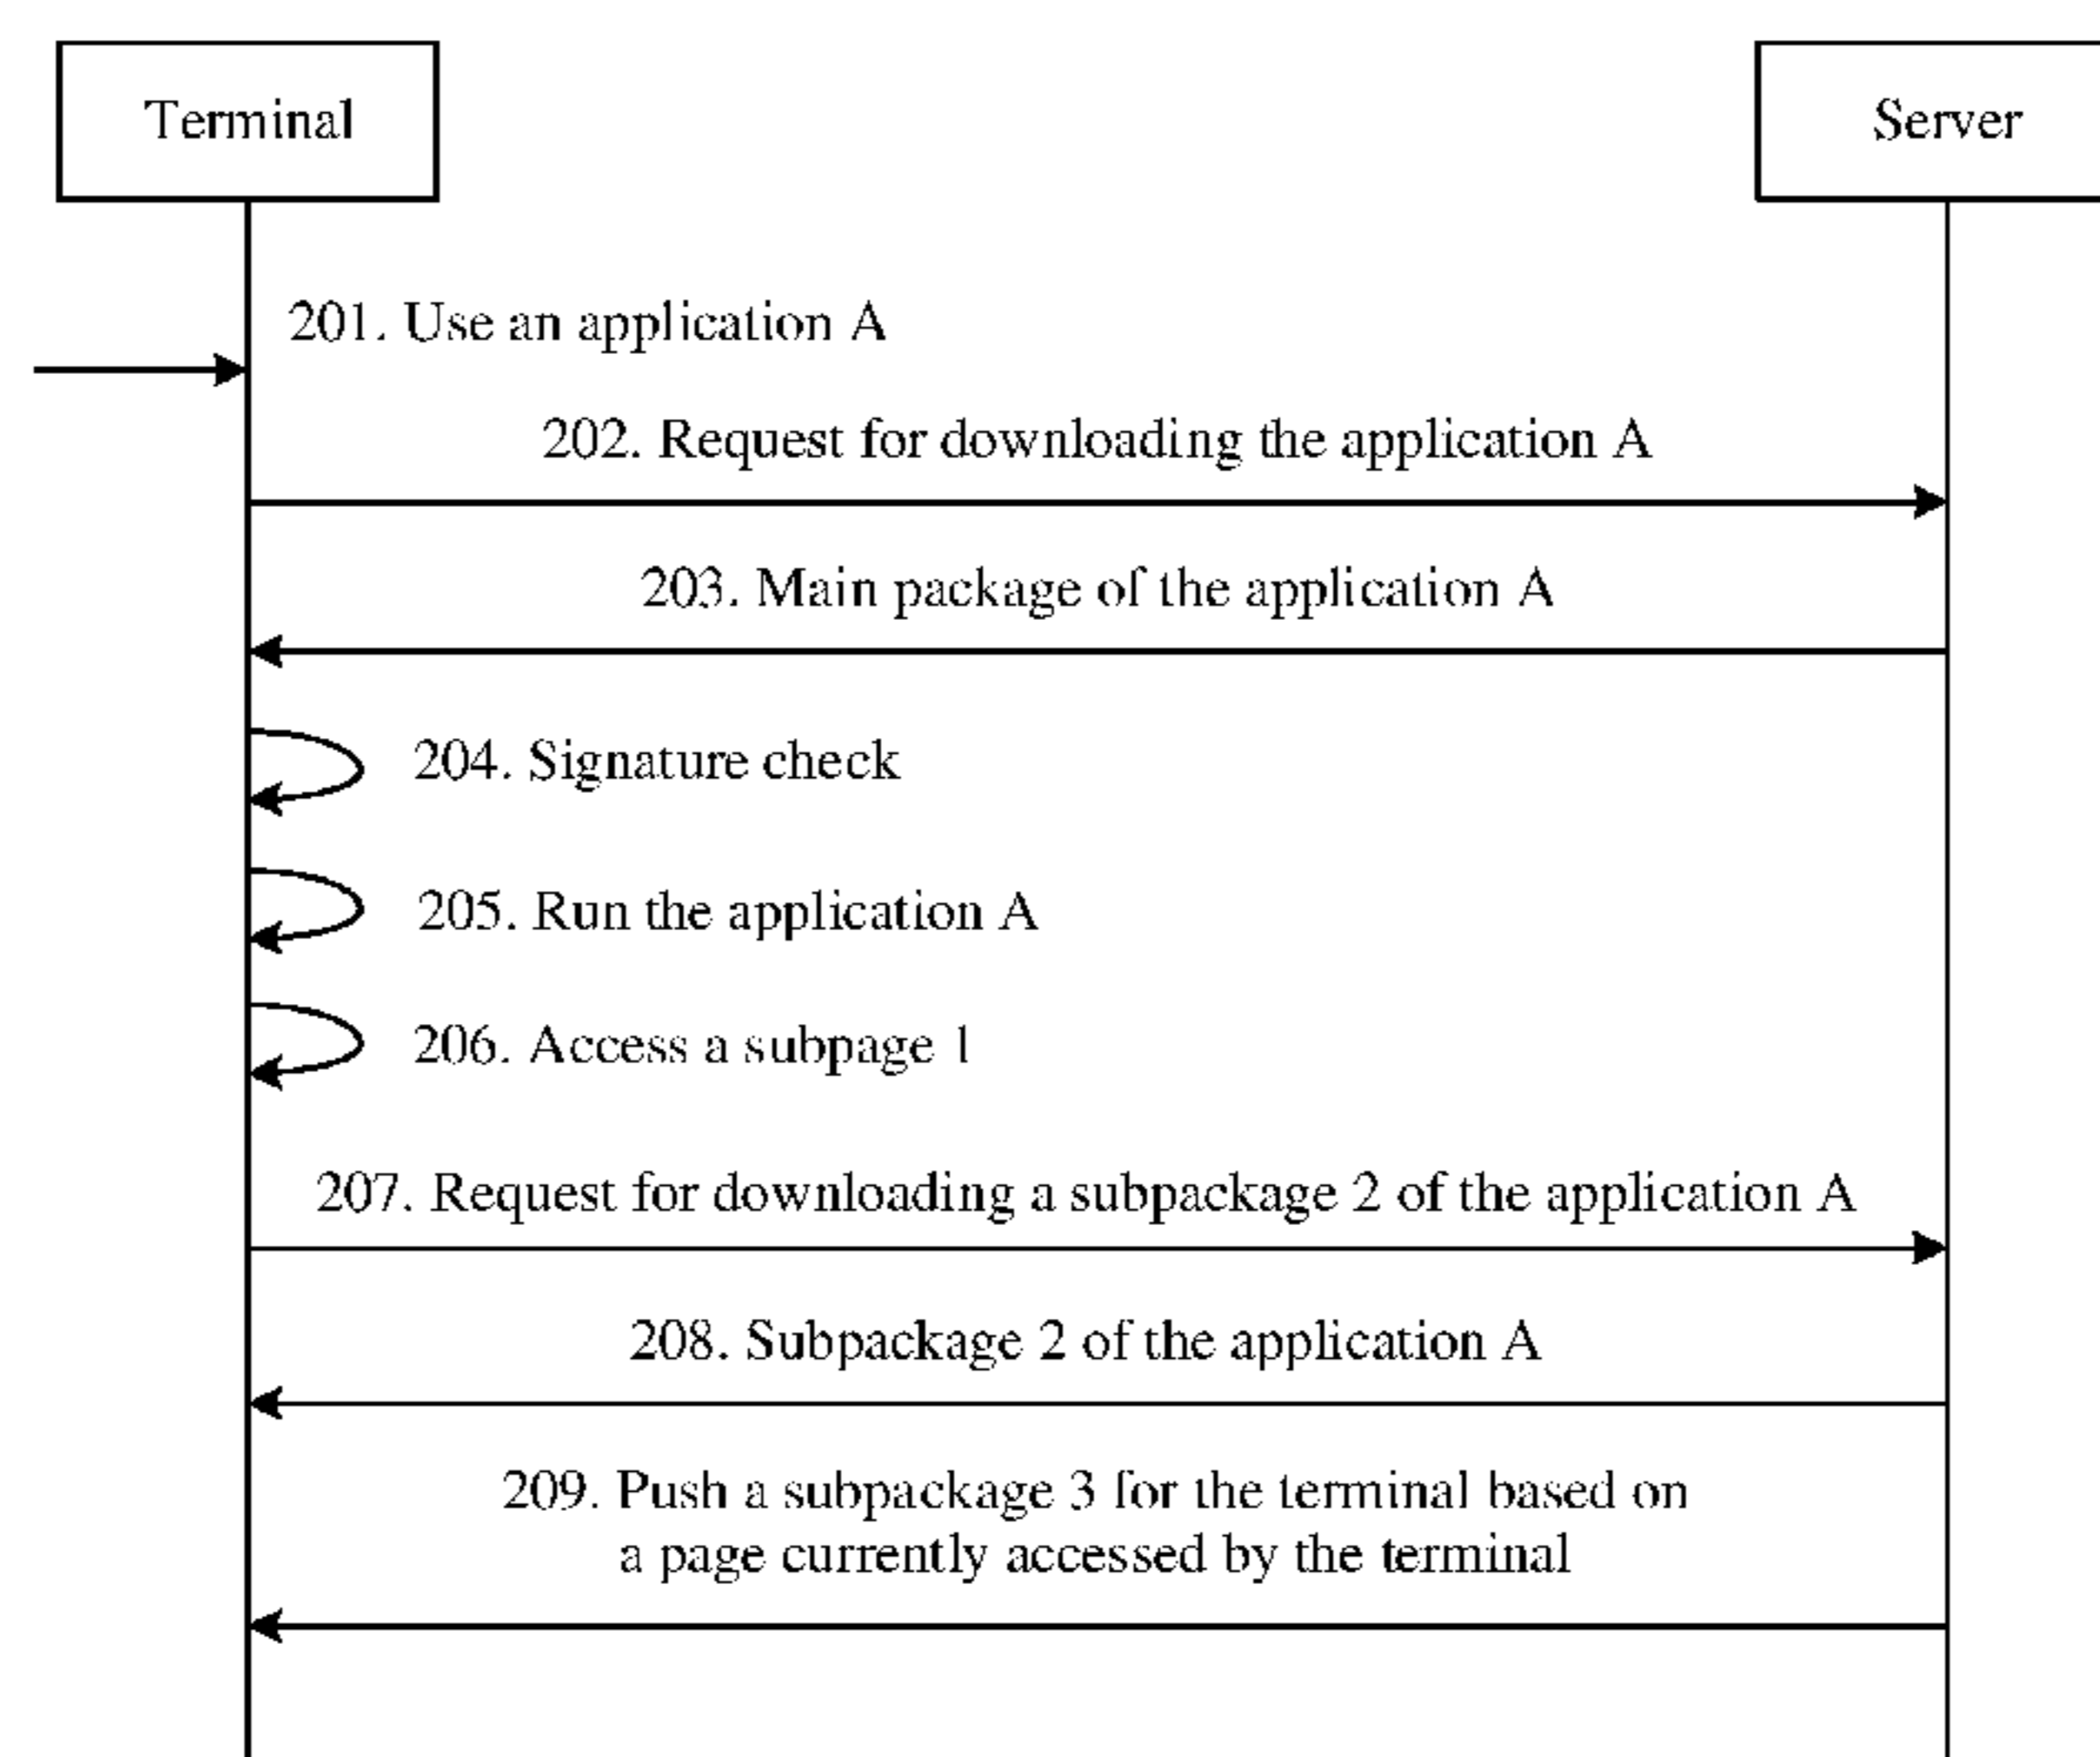 Terminal
Server
201. Use an application A
202. Request for downloading the application A
203. Main package of the application A
204. Signature check
205. Run the application A
206. Access a subpage 1
207. Request for downloading a subpackage 2 of the application A
208. Subpackage 2 of the application A
209. Push a subpackage 3 for the terminal based on
a page currently accessed by the terminal